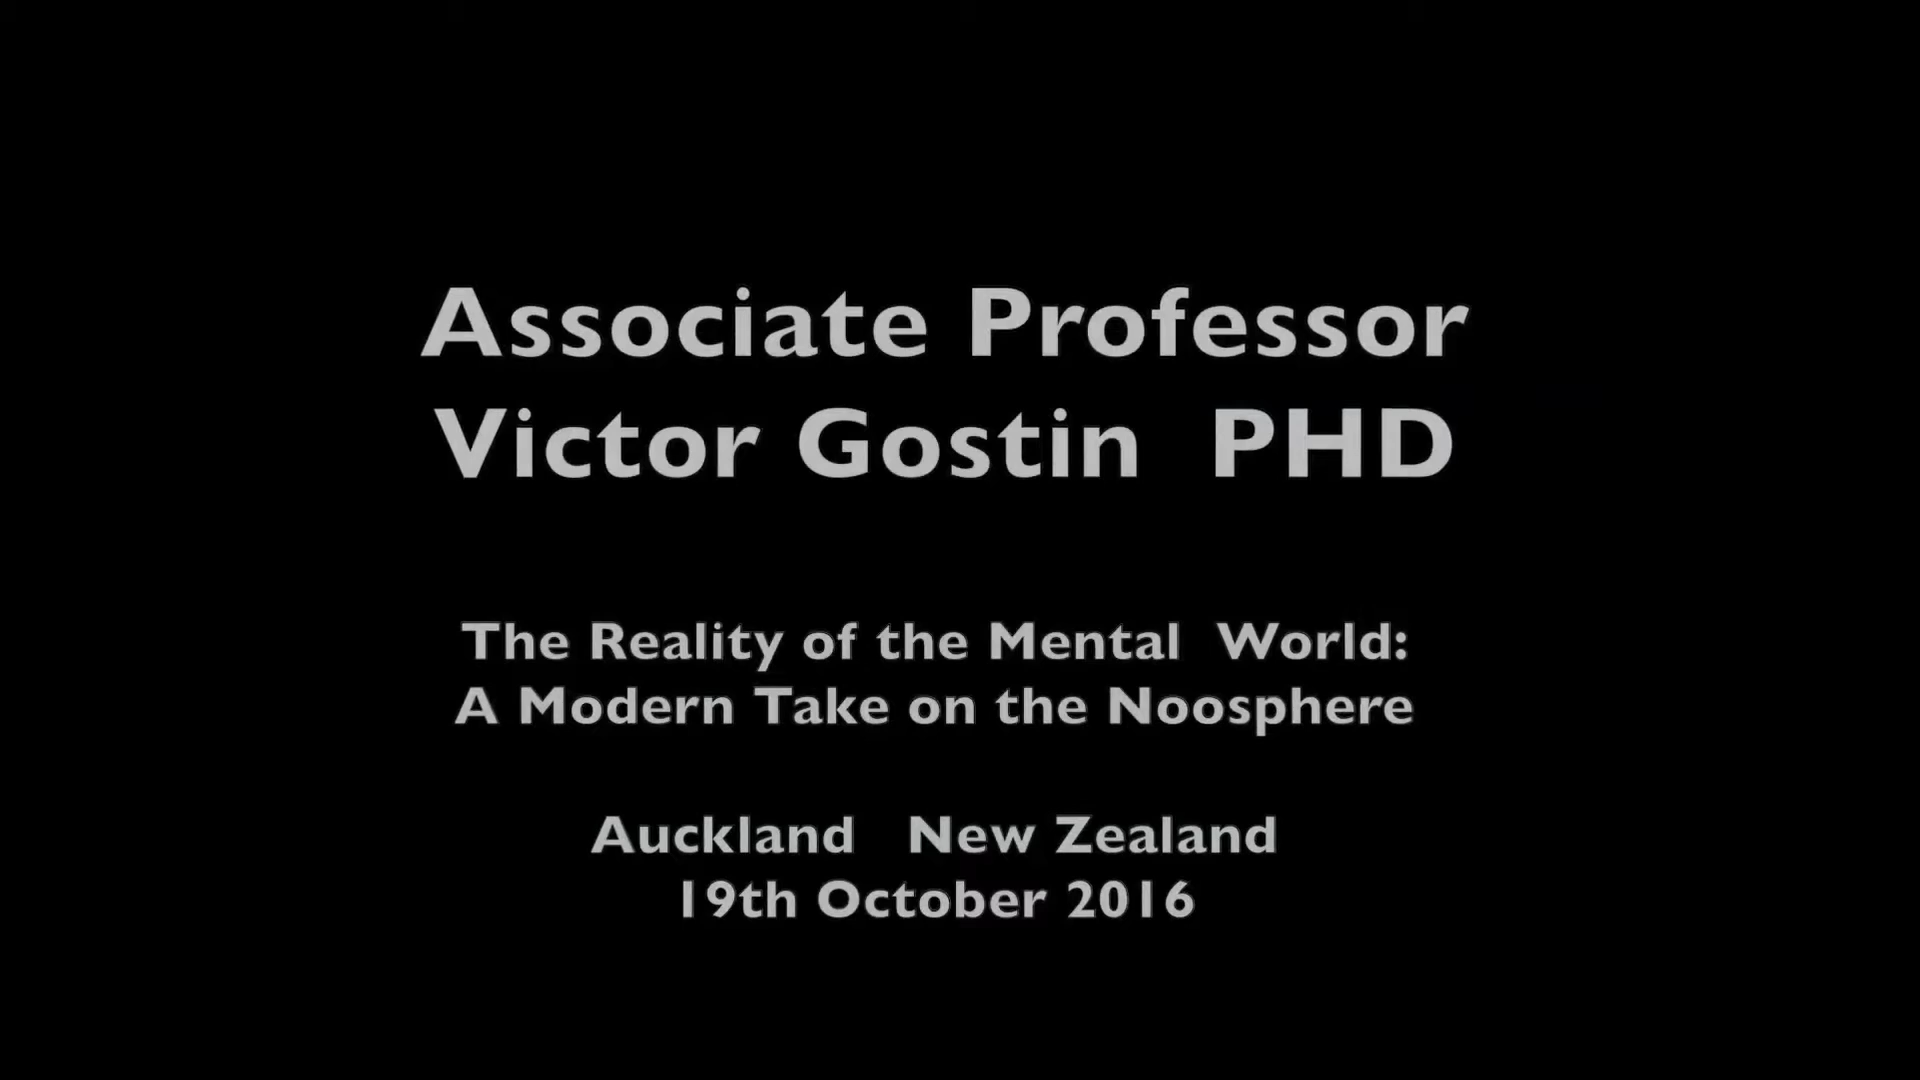 Associate Professor
Victor Gostin PHD
The Reality of the Mental World:
A Modern Take on the Noosphere
Auckland New Zealand
19th October 2016